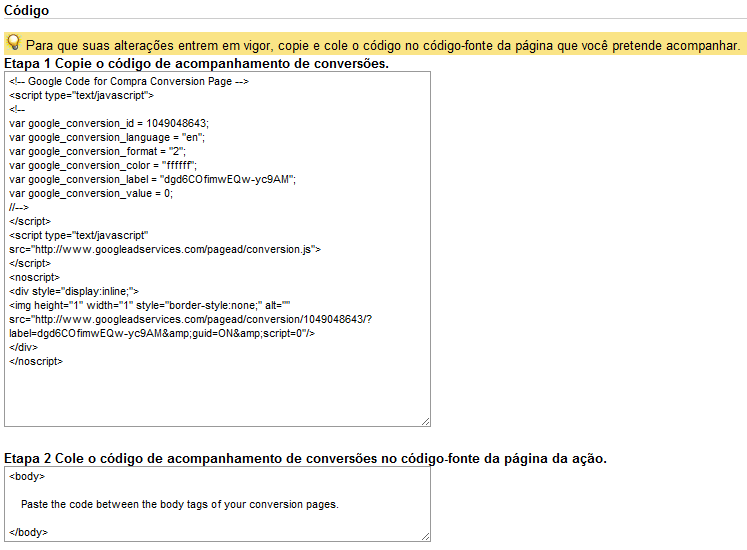 Código
Para que suas alterações entrem em vigor, copie e cole o código no código-fonte da página que você pretende acompanhar.
Etapa 1 Copie o código de acompanhamento de conversões.
<!-- Google Code for Compra Conversion Page -->
<script type="text/javascript">
<!--
var google_conversion_id = 1049048643;
var google_conversion_language = "en";
var google_conversion_format = "2";
var google_conversion_color = "ffffff";
var google_conversion_label = "dgd6COfimwEQw-yc9AM";
var google_conversion_value = 0;
//-->
</script>
<script type="text/javascript"
src="http://www.googleadservices.com/pagead/conversion.js">
</script>
<noscript>
<div style="display:inline;">
<img height="1" width="1" style="border-style:none;" alt=""
src="http://www.googleadservices.com/pagead/conversion/1049048643/?
label=dgd6COfimwEQw-yc9AM&amp;guid=ON&amp;script=0"/>
</div>
</noscript>
Etapa 2 Cole o código de acompanhamento de conversões no código-fonte da página da ação.
<body>
Paste the code between the body tags of your conversion pages.
</body>